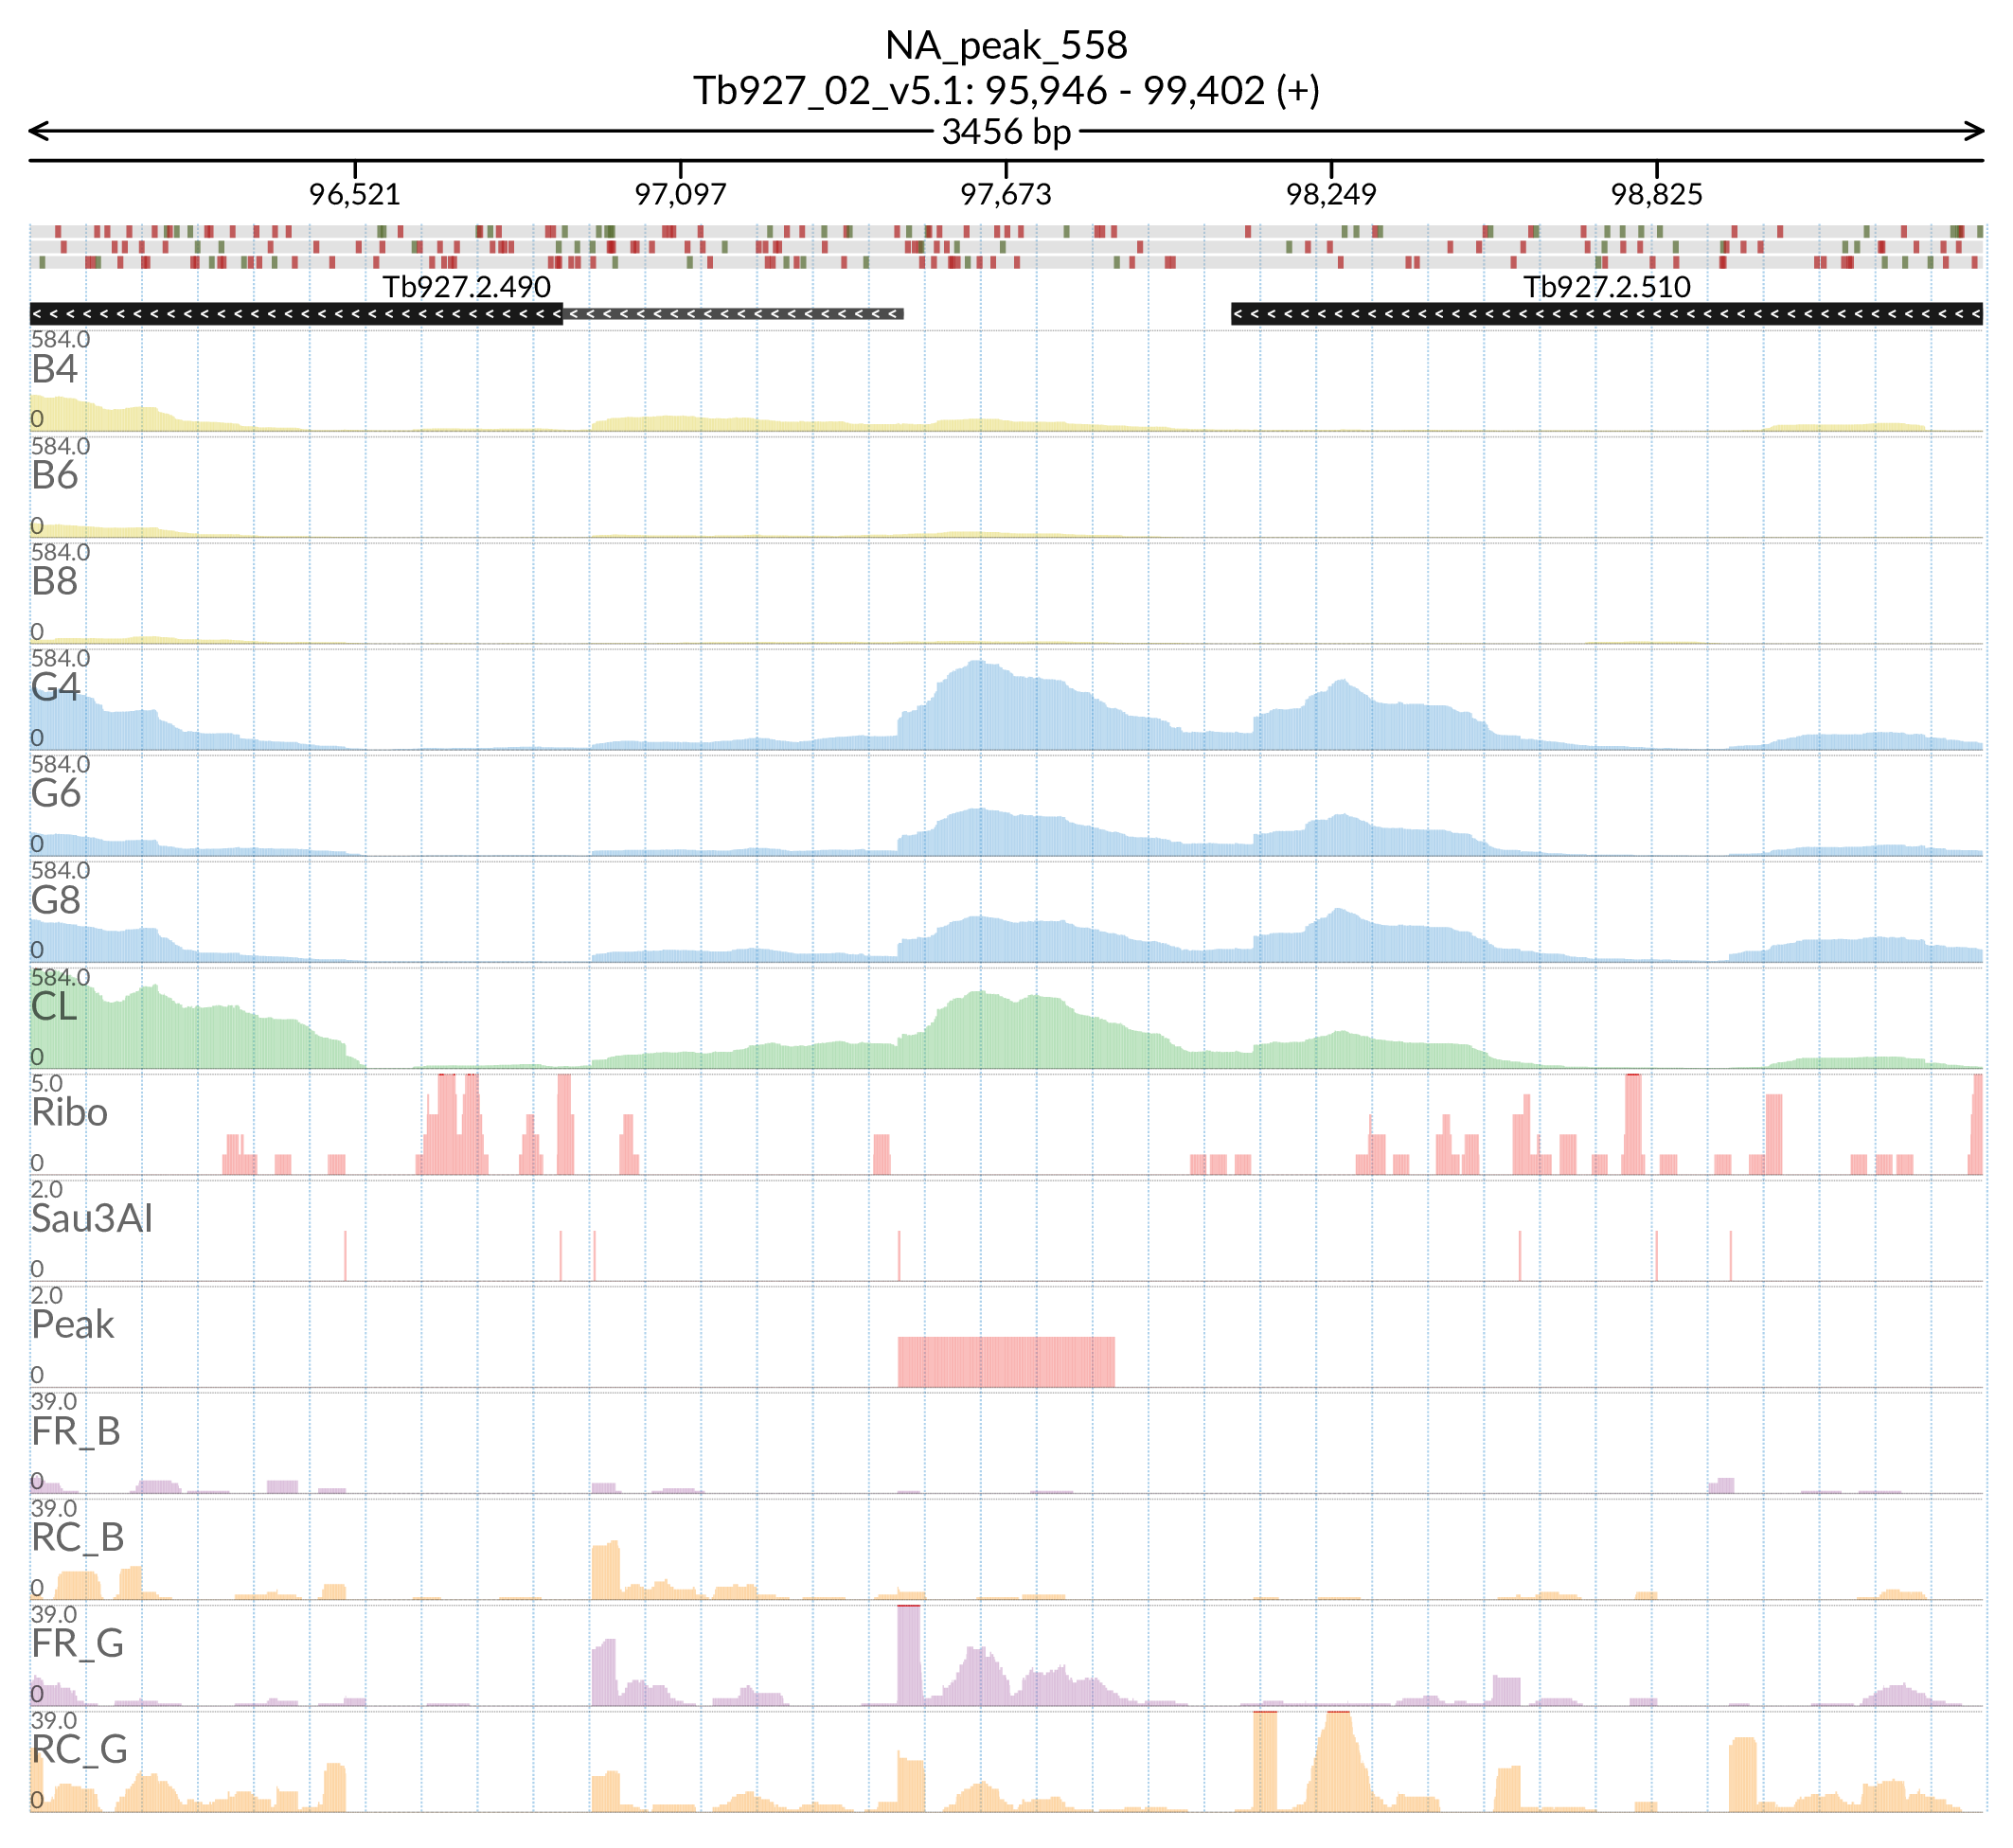 NA_peak_558
Tb927_02_v5.1: 95,946 - 99,402 (+)
3456 bp
96,521 97,097 97,673 98,249 98,825
Tb927.2.490 Tb927.2.510
584.0
B4
0
584.0
B6
0
584.0
B8
0
584.0
G4
0
584.0
G6
0
584.0
G8
0
584.0
CL
0
5.0
Ribo
0
2.0
Sau3AI
0
2.0
Peak
0
39.0
FR_B
0
39.0
RC_B
0
39.0
FR_G
0
39.0
RC_G
0